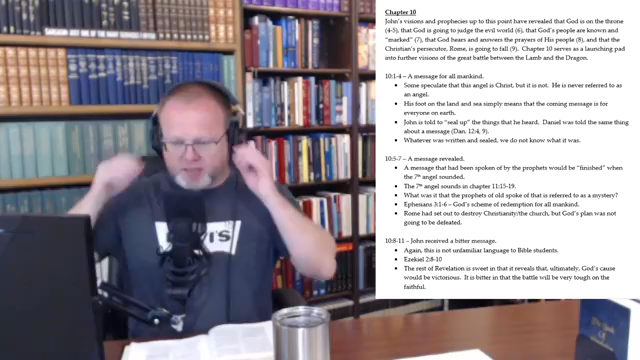 Chapter 10
John's visions and prophecies up to this point have revealed that God is on the throne
(4-5), that God is going to judge the evil world (6), that God's people are known and
"marked" (7), that God hears and answers the prayers of His people (8), and that the
Christian's persecutor, Rome, is going to fall (9). Chapter 10 serves as a launching pad
into further visions of the great battle between the Lamb and the Dragon.
10:1-4 – A message for all mankind.
• Some speculate that this angel is Christ, but it is not. He is never referred to as
an angel.
• His foot on the land and sea simply means that the coming message is for
everyone on earth.
• John is told to "seal up" the things that he heard. Daniel was told the same thing
about a message (Dan. 12:4, 9).
• Whatever was written and sealed, we do not know what it was.
10:5-7 – A message revealed.
• A message that had been spoken of by the prophets would be "finished" when
the 7th angel sounded.
• The 7th angel sounds in chapter 11:15-19.
• What was it that the prophets of old spoke of that is referred to as a mystery?
• Ephesians 3:1-6 – God's scheme of redemption for all mankind.
• Rome had set out to destroy Christianity/the church, but God's plan was not
going to be defeated.
10:8-11 – John received a bitter message.
• Again, this is not unfamiliar language to Bible students.
• Ezekiel 2:8-10
• The rest of Revelation is sweet in that it reveals that, ultimately, God's cause
would be victorious. It is bitter in that the battle will be very tough on the
faithful.